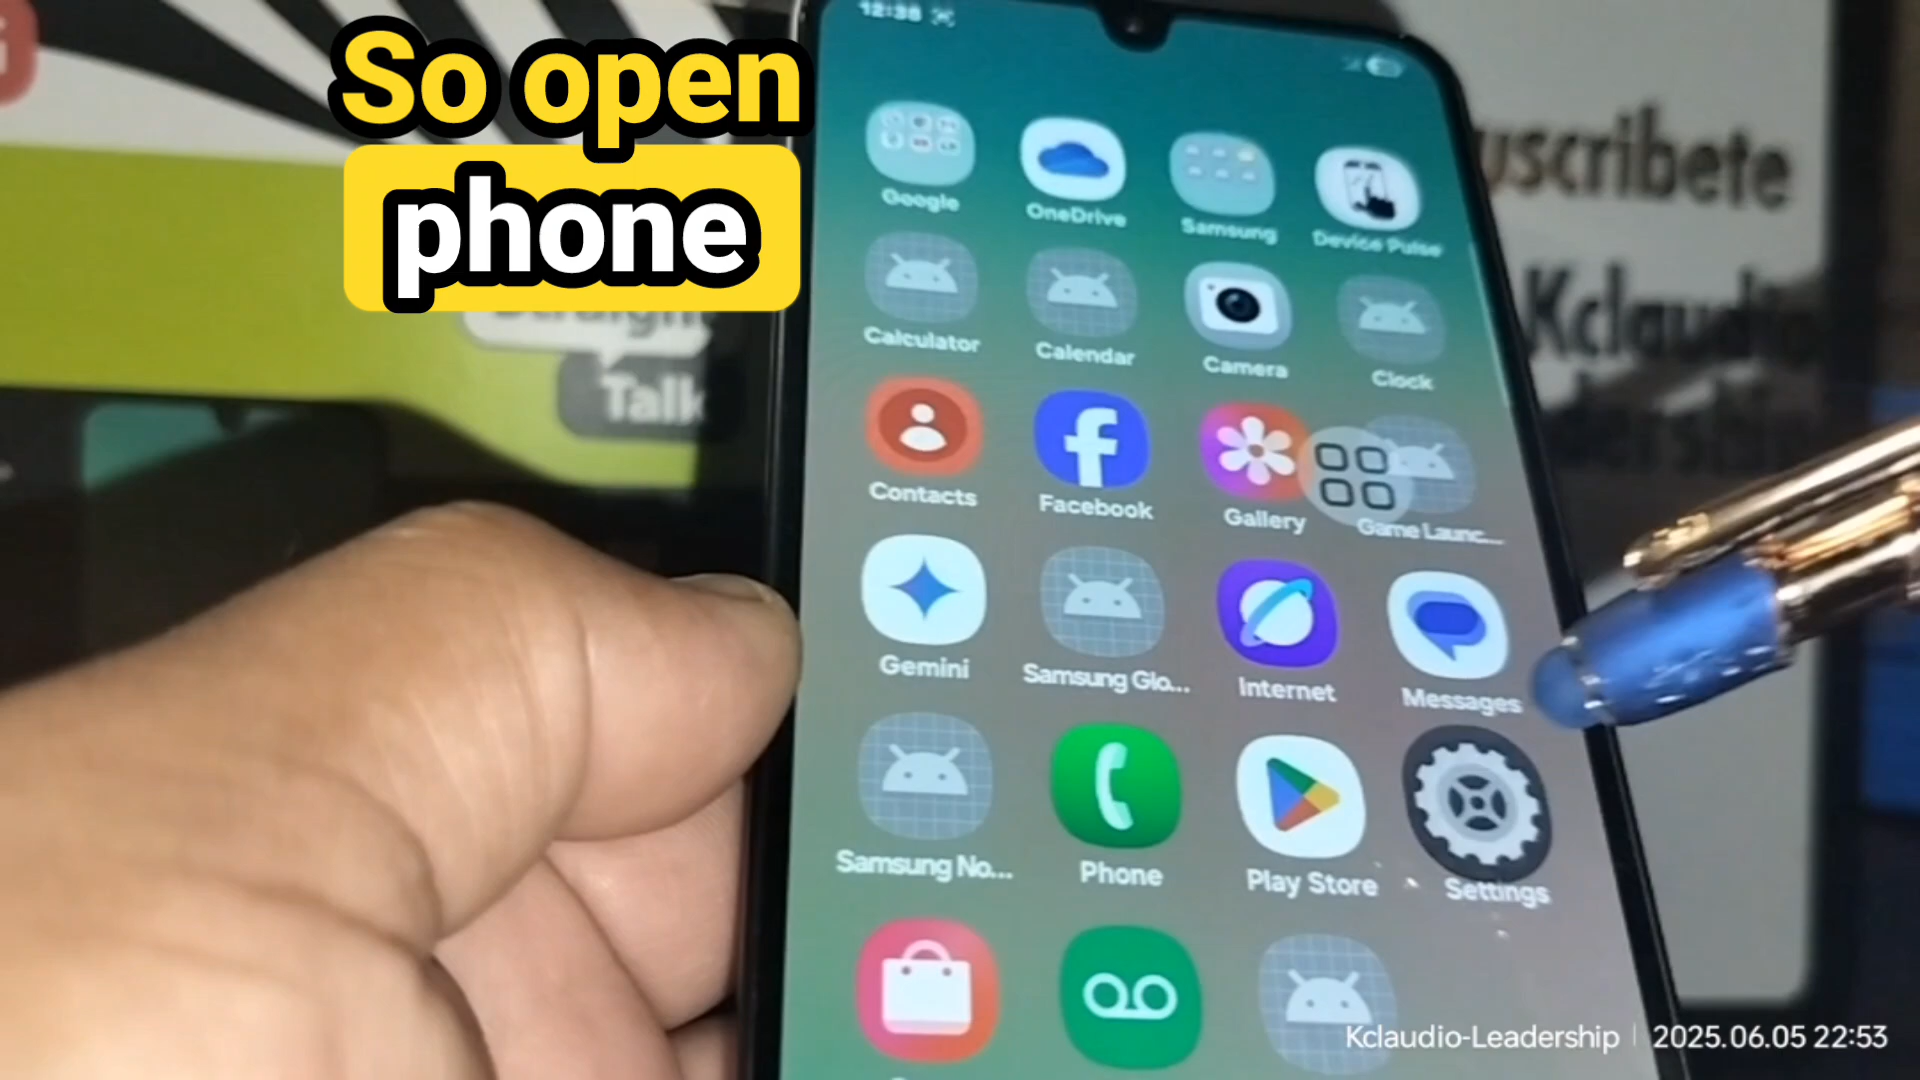 So open
phone
12:38
Google
OneDrive
Samsung
Device Pulse
Calculator
Calendar
Camera
Clock
Contacts
Facebook
Gallery
Game Launc...
Gemini
Samsung Glo...
Internet
Messages
Samsung No...
Phone
Play Store
Settings
Talk
uscribete
Kclaudio
Kclaudio-Leadership | 2025.06.05 22:53